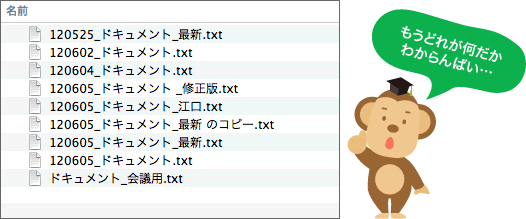 名前
120525_ドキュメント_最新.txt
120602_ドキュメント.txt
120604_ドキュメント.txt
120605_ドキュメント _修正版.txt
120605_ドキュメント_江口.txt
120605_ドキュメント_最新 のコピー.txt
120605_ドキュメント_最新.txt
120605_ドキュメント.txt
ドキュメント_会議用.txt
もうどれが何だか
わからんばい…